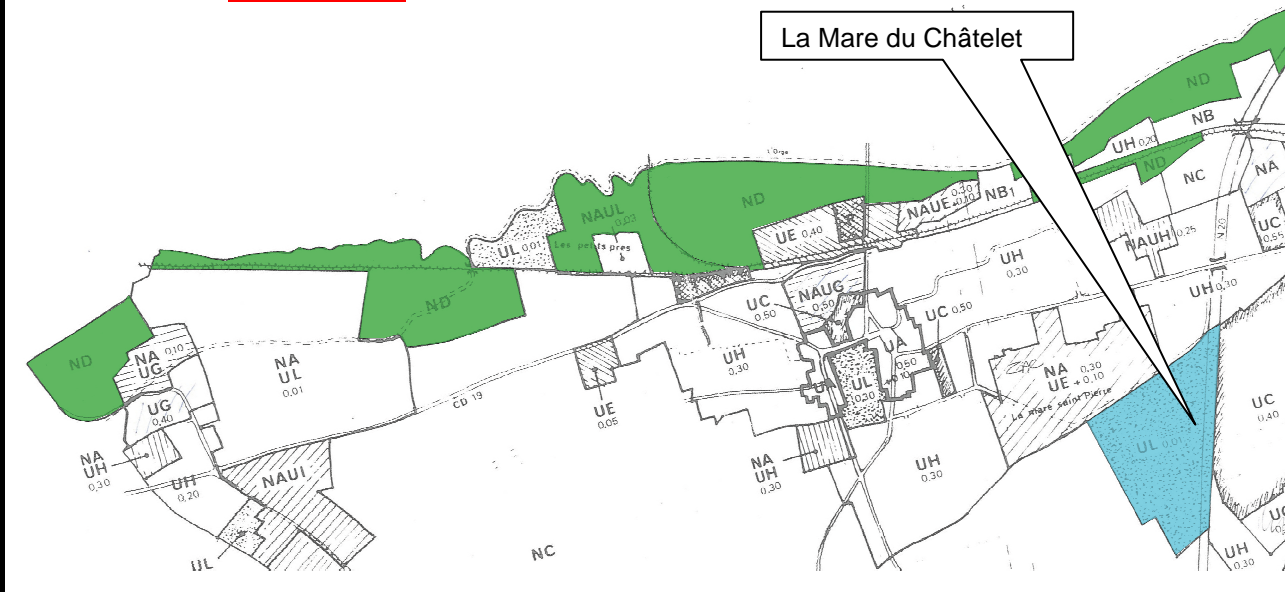 La Mare du Châtelet
ND
NB
UH 0,20
ND
NC
NA
L'Orge
NAUL 0,03
ND
NAUE 0,30 +0,10
NB1
UE 0,40
UL 0,01
Les petits pres
NAUH 0,25
UG 0,55
N 20
UH 0,30
UH 0,30
ND
NAUG 0,50
UC 0,50
UC 0,50
UA 0,50 +0,10
ND
NA UG 0,10
NA UL 0,01
UG 0,40
CD 19
UE 0,05
UH 0,30
UL 0,30
ZAC
NA UE 0,30 +0,10
La mare saint Pierre
UC 0,40
UL 0,01
NA UH 0,30
UH 0,20
NAUI
NA UH 0,30
UH 0,30
UL
NC
UH 0,30